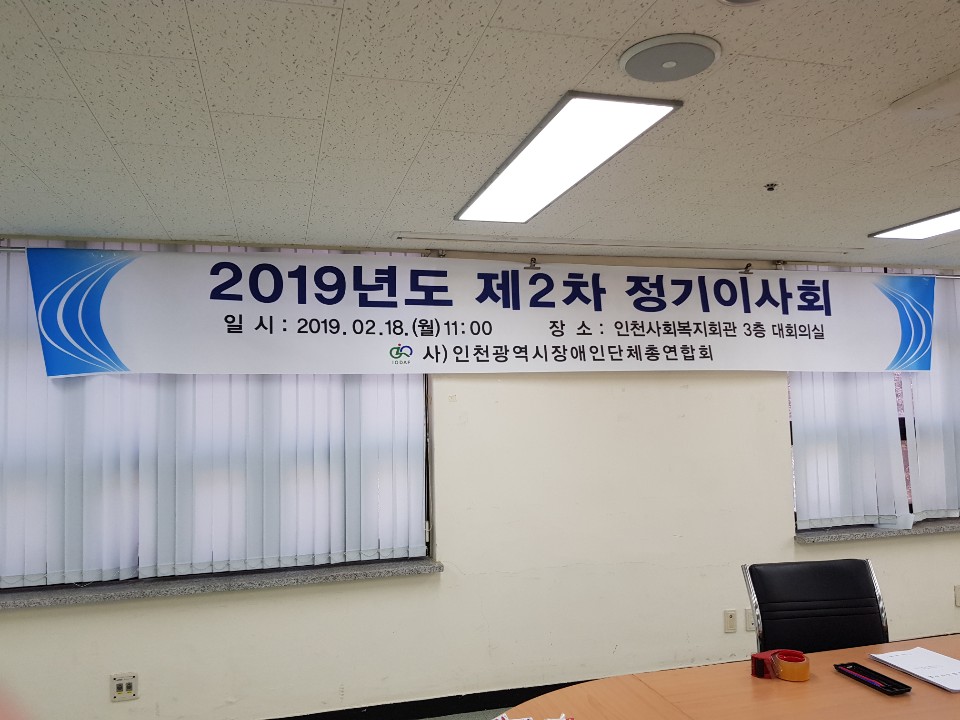 2019년도 제2차 정기이사회
일 시 : 2019. 02.18.(월) 11:00 장 소 : 인천사회복지회관 3층 대회의실
사) 인천광역시장애인단체총연합회